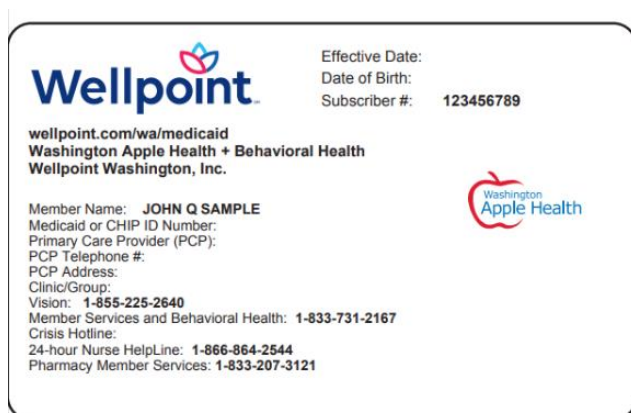 Wellpoint
Effective Date:
Date of Birth:
Subscriber #: 123456789
wellpoint.com/wa/medicaid
Washington Apple Health + Behavioral Health
Wellpoint Washington, Inc.
Washington
Apple Health
Member Name: JOHN Q SAMPLE
Medicaid or CHIP ID Number:
Primary Care Provider (PCP):
PCP Telephone #:
PCP Address:
Clinic/Group:
Vision: 1-855-225-2640
Member Services and Behavioral Health: 1-833-731-2167
Crisis Hotline:
24-hour Nurse HelpLine: 1-866-864-2544
Pharmacy Member Services: 1-833-207-3121